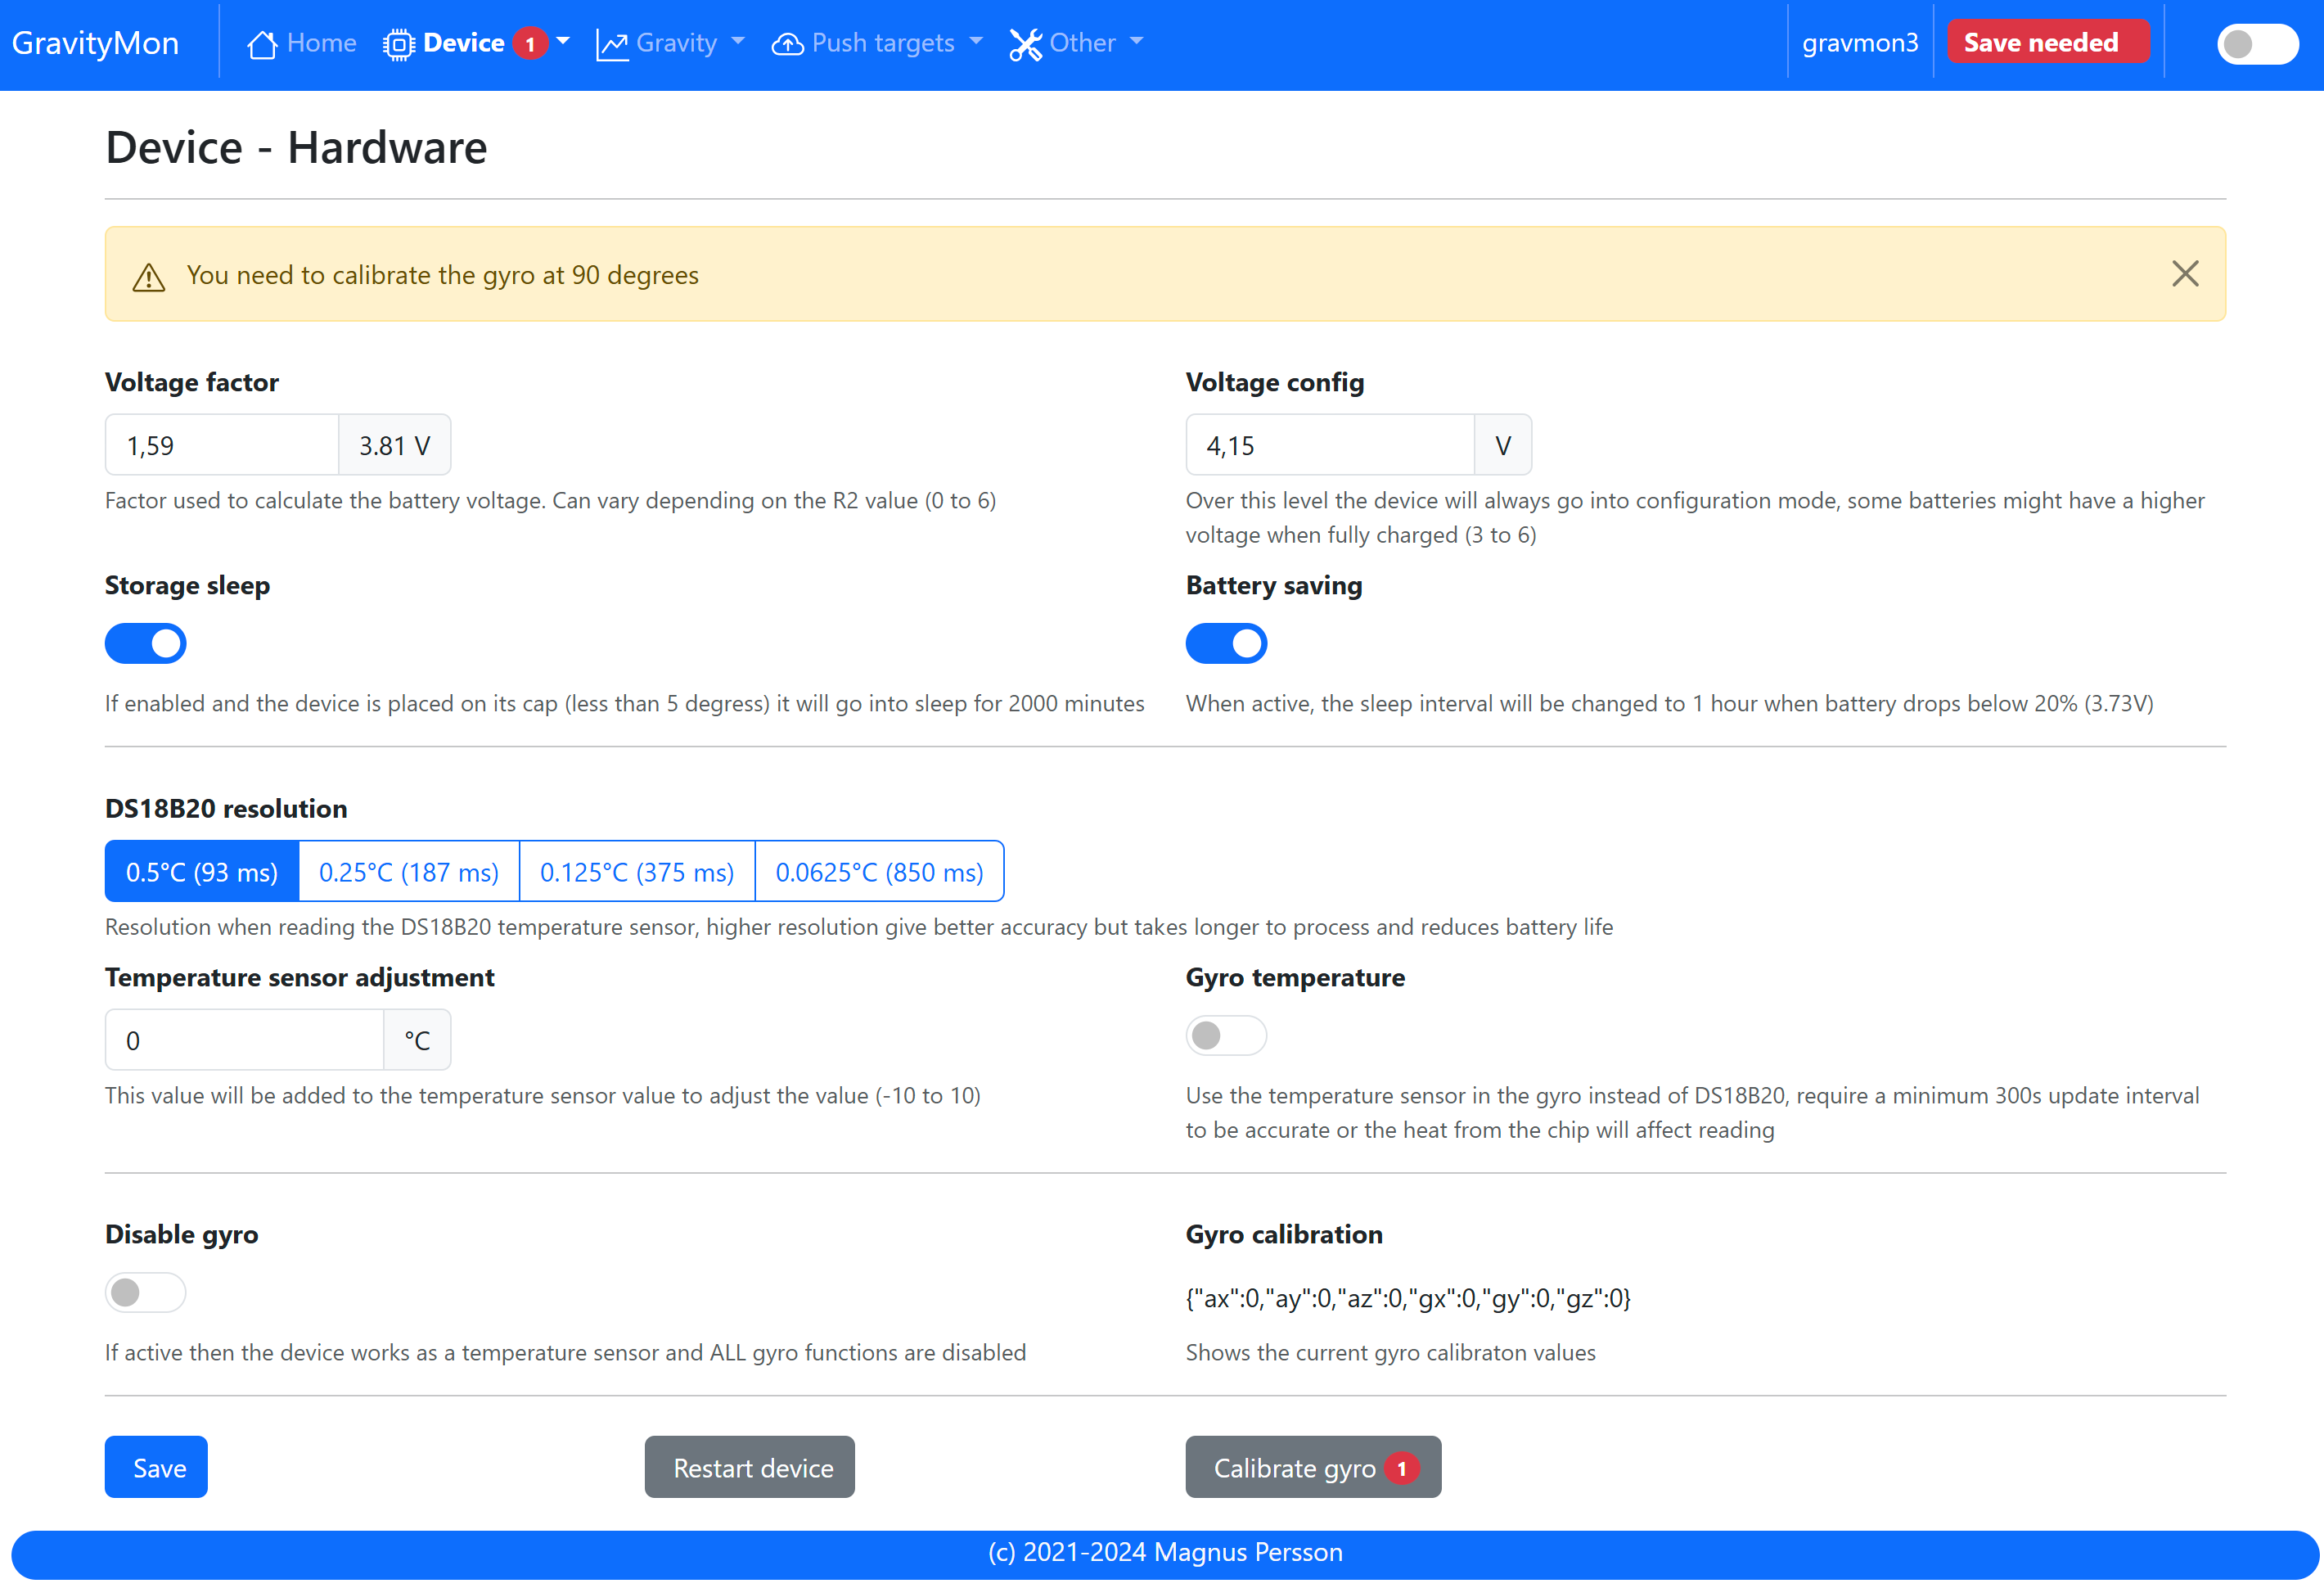 GravityMon
Home
Device 1
Gravity
Push targets
Other
gravmon3
Save needed
Device - Hardware
You need to calibrate the gyro at 90 degrees
Voltage factor
1,59 3.81 V
Factor used to calculate the battery voltage. Can vary depending on the R2 value (0 to 6)
Voltage config
4,15 V
Over this level the device will always go into configuration mode, some batteries might have a higher
voltage when fully charged (3 to 6)
Storage sleep
If enabled and the device is placed on its cap (less than 5 degress) it will go into sleep for 2000 minutes
Battery saving
When active, the sleep interval will be changed to 1 hour when battery drops below 20% (3.73V)
DS18B20 resolution
0.5°C (93 ms) 0.25°C (187 ms) 0.125°C (375 ms) 0.0625°C (850 ms)
Resolution when reading the DS18B20 temperature sensor, higher resolution give better accuracy but takes longer to process and reduces battery life
Temperature sensor adjustment
0 °C
This value will be added to the temperature sensor value to adjust the value (-10 to 10)
Gyro temperature
Use the temperature sensor in the gyro instead of DS18B20, require a minimum 300s update interval
to be accurate or the heat from the chip will affect reading
Disable gyro
If active then the device works as a temperature sensor and ALL gyro functions are disabled
Gyro calibration
{"ax":0,"ay":0,"az":0,"gx":0,"gy":0,"gz":0}
Shows the current gyro calibraton values
Save
Restart device
Calibrate gyro 1
(c) 2021-2024 Magnus Persson